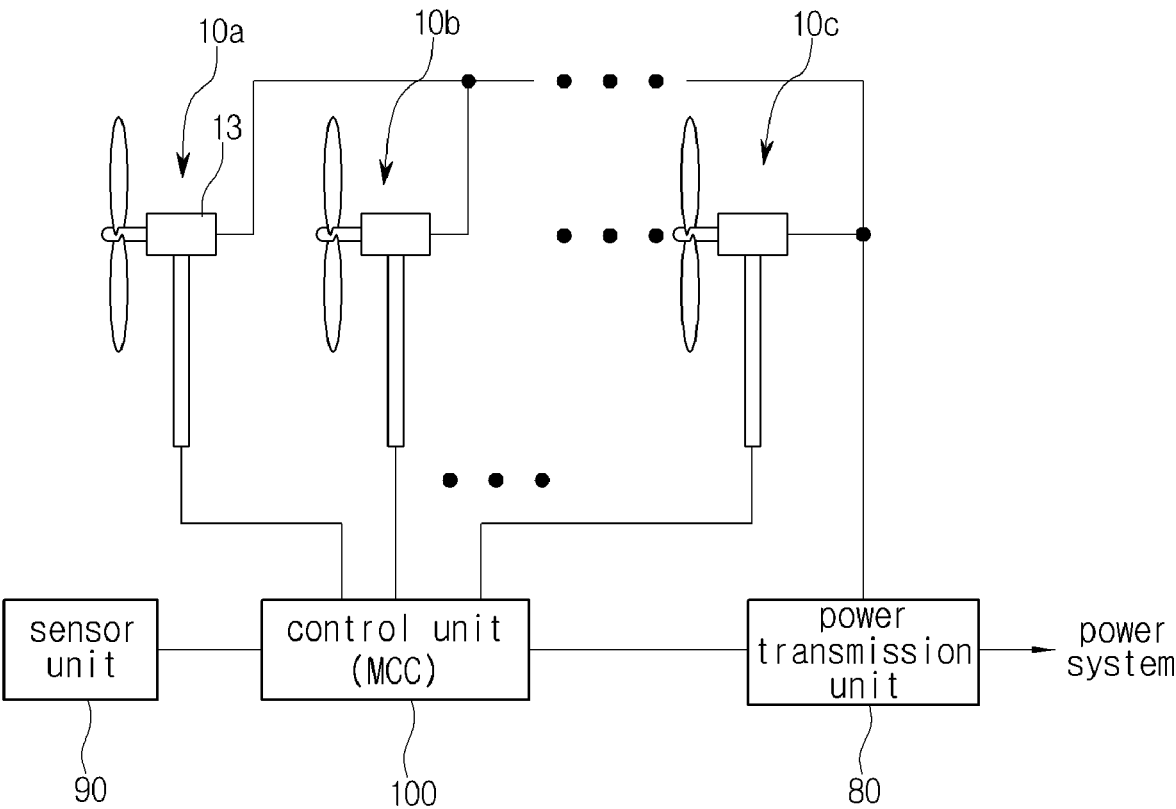 10a
10b
10c
13
sensor
unit
control unit
(MCC)
power
transmission
unit
power
system
90
100
80